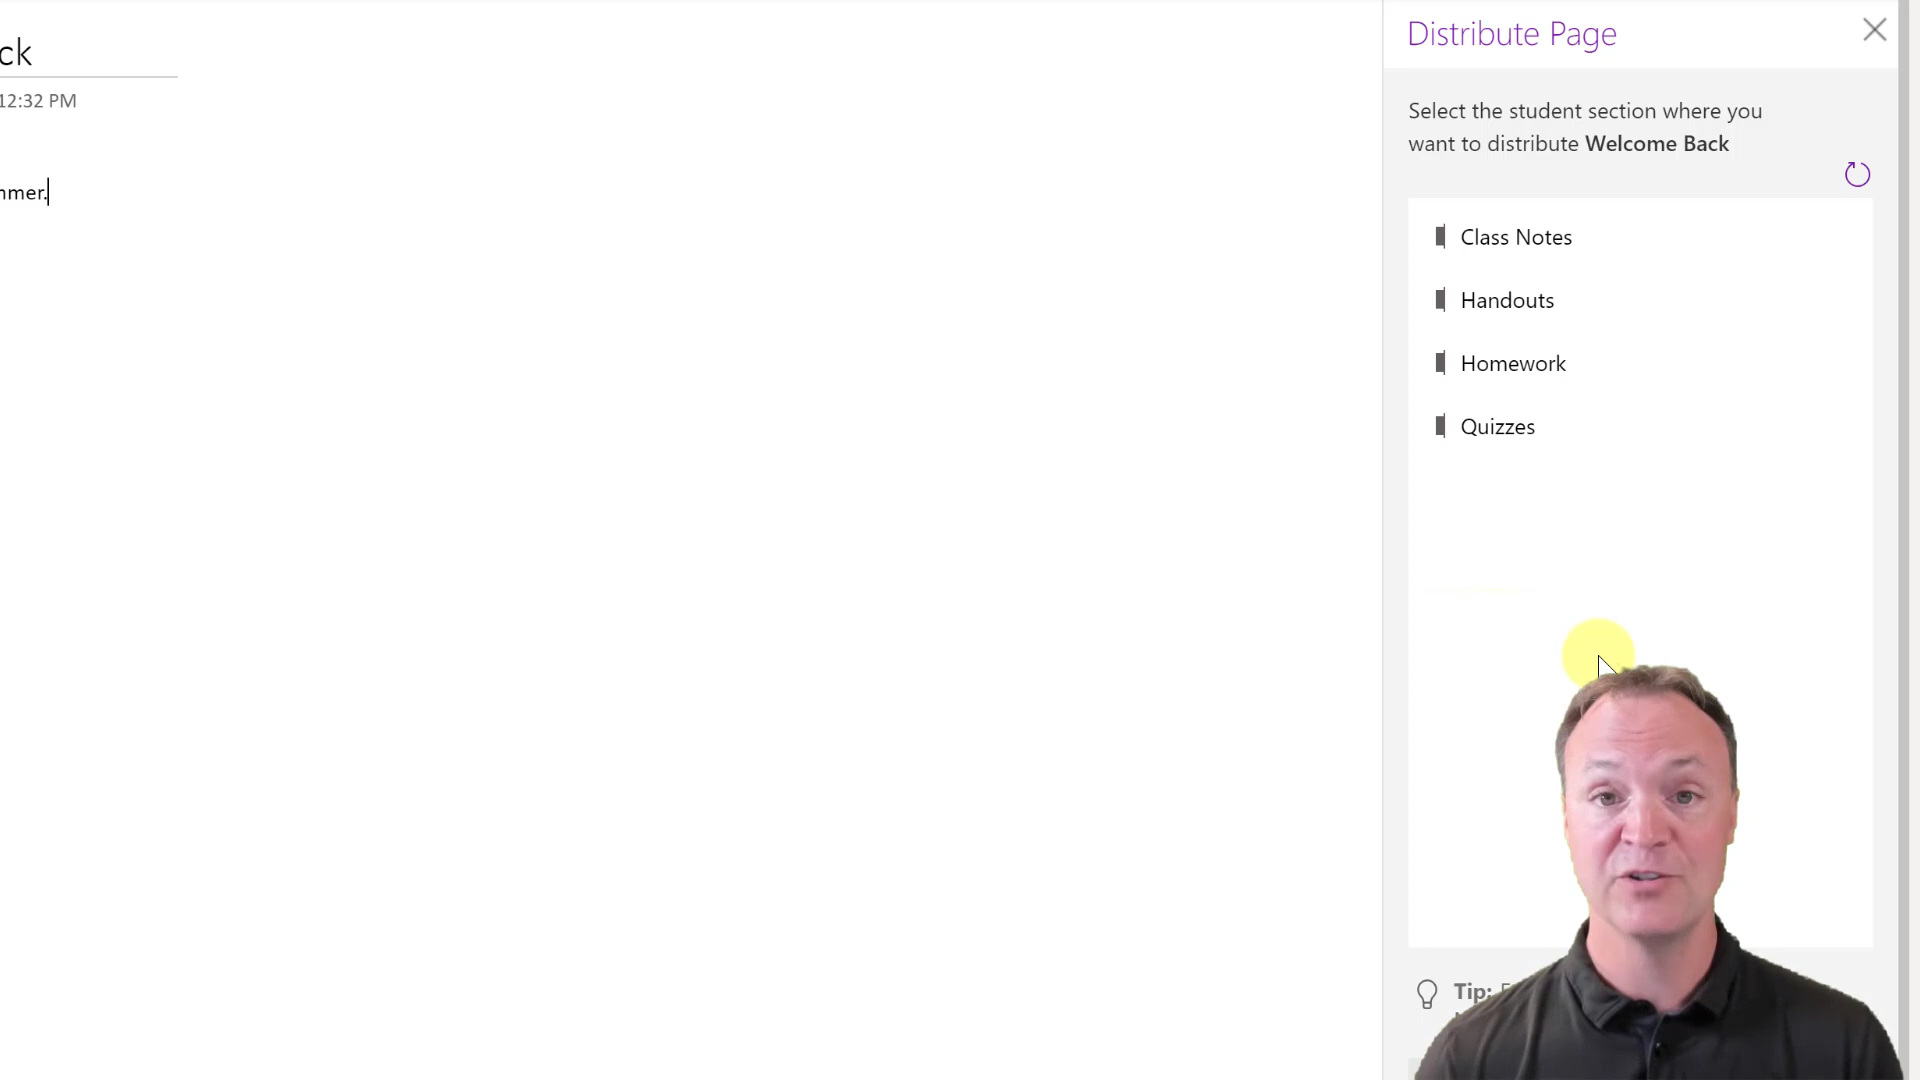 ck
12:32 PM
mmer.
Distribute Page
Select the student section where you
want to distribute Welcome Back
Class Notes
Handouts
Homework
Quizzes
Tip: